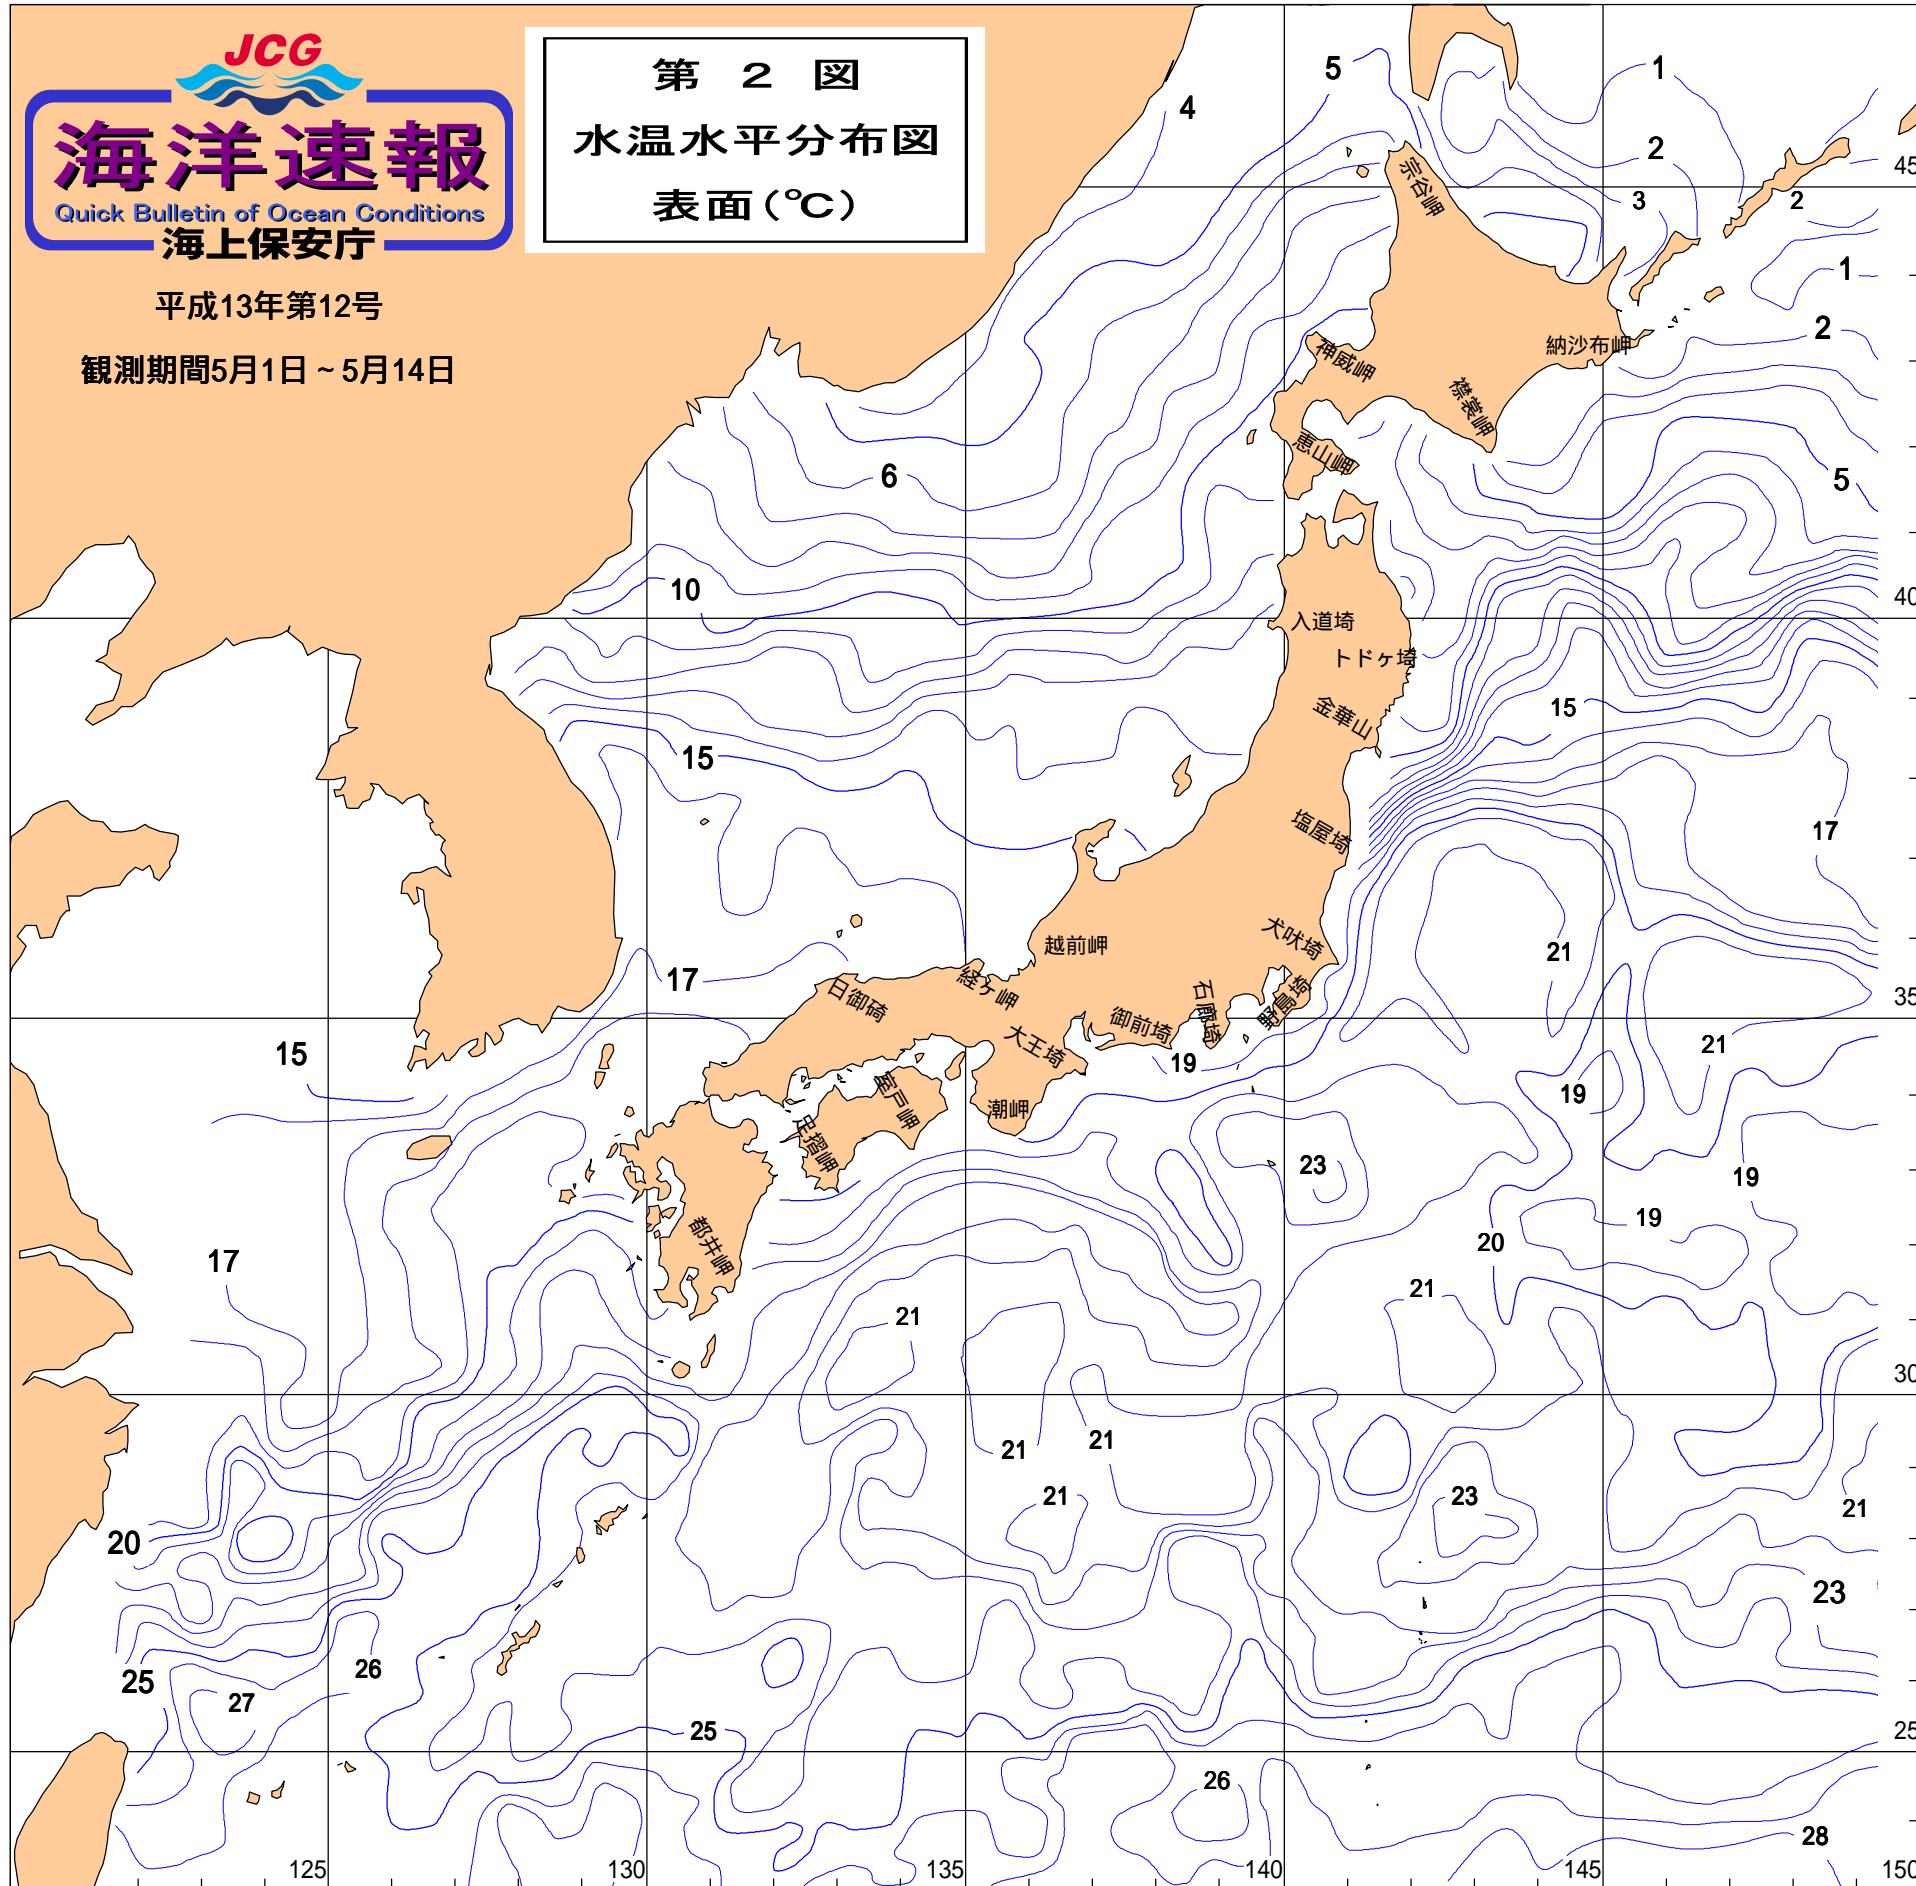 JCG
海洋速報
Quick Bulletin of Ocean Conditions
海上保安庁
平成13年第12号
観測期間5月1日~5月14日
第 2 図
水温水平分布図
表面(℃)
5
1
4
2
45
3
2
宗谷岬
1
2
納沙布岬
神威岬
襟裳岬
恵山岬
6
5
10
40
入道埼
トドヶ埼
15
金華山
15
17
塩屋埼
犬吠埼
越前岬
21
17
経ヶ岬
日御碕
石廊埼
野島埼
35
御前埼
大王埼
15
19
21
室戸岬
19
潮岬
足摺岬
23
19
19
都井岬
20
17
21
21
30
21
21
21
23
21
20
23
26
25
27
25
25
26
28
125
130
135
140
145
150